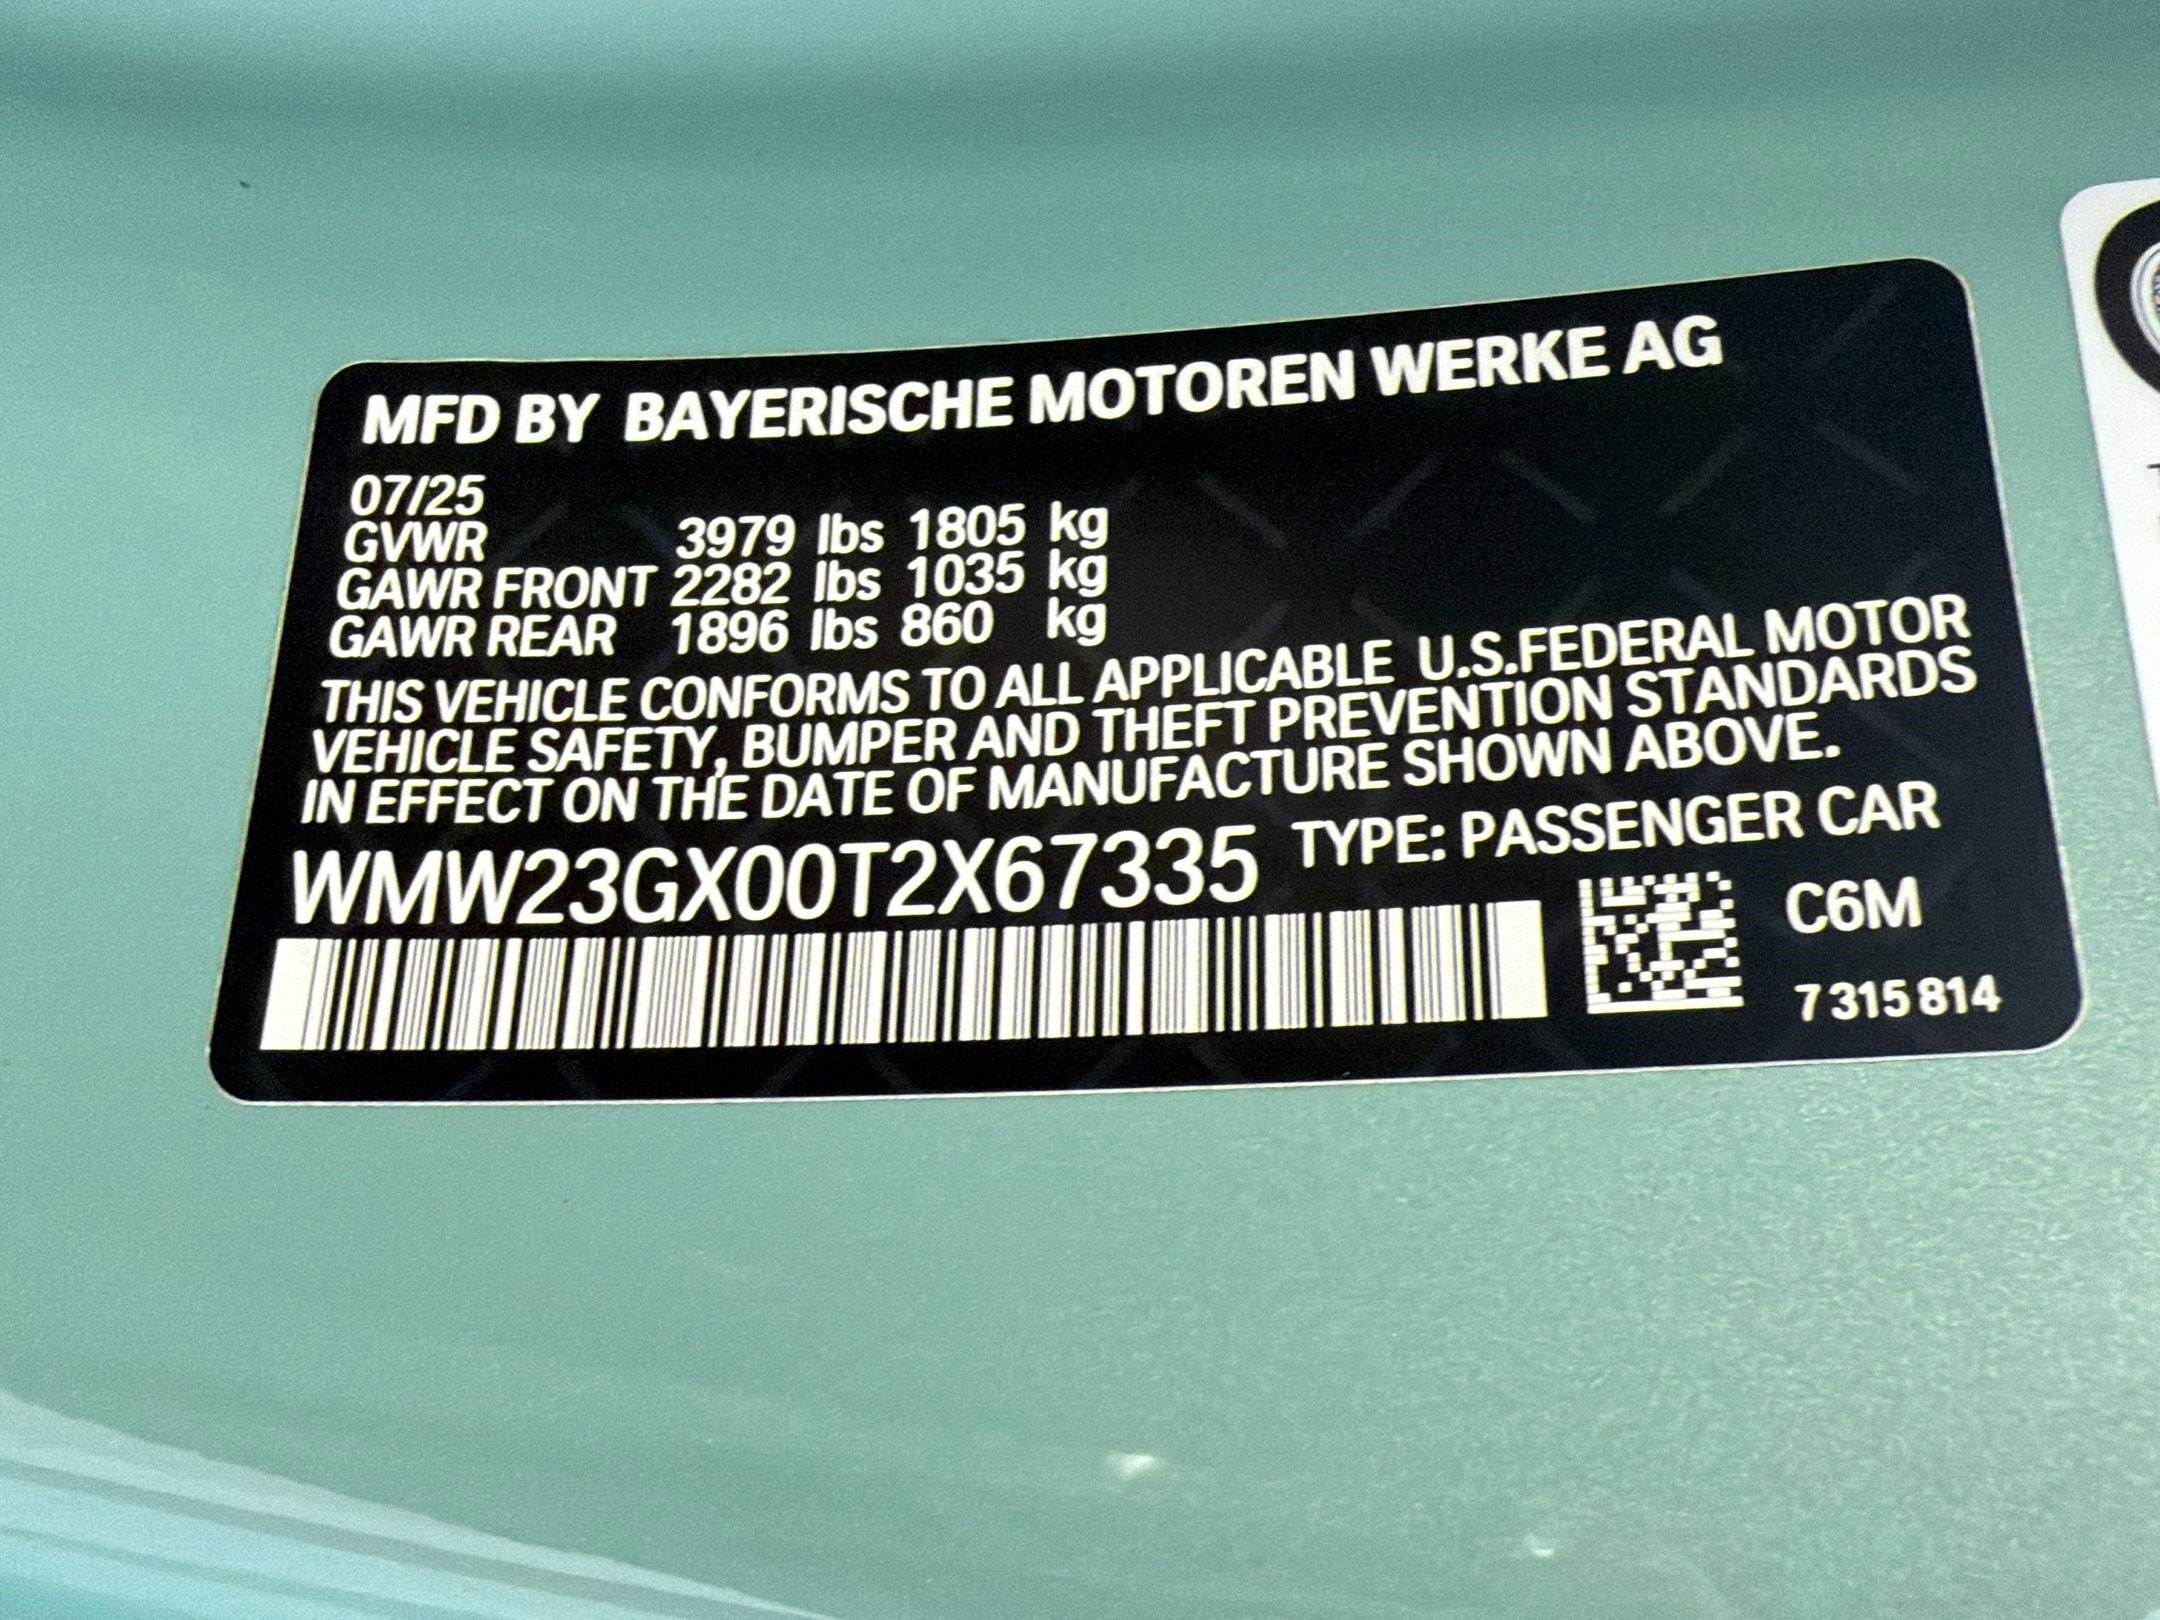 MFD BY BAYERISCHE MOTOREN WERKE AG
07/25
GVWR 3979 lbs 1805 kg
GAWR FRONT 2282 lbs 1035 kg
GAWR REAR 1896 lbs 860 kg
THIS VEHICLE CONFORMS TO ALL APPLICABLE U.S.FEDERAL MOTOR
VEHICLE SAFETY, BUMPER AND THEFT PREVENTION STANDARDS
IN EFFECT ON THE DATE OF MANUFACTURE SHOWN ABOVE.
WMW23GX00T2X67335 TYPE: PASSENGER CAR
C6M
7 315 814